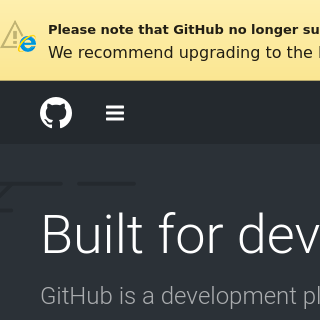 Please note that GitHub no longer su
We recommend upgrading to the
Built for dev
GitHub is a development pl